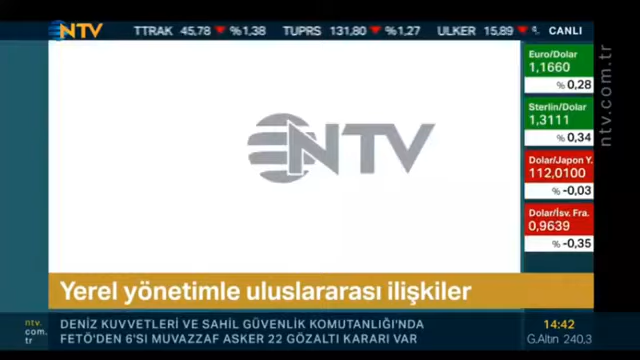 NTV TTRAK 45,78 %1,38 TUPRS 131,80 %1,27 ULKER 15,89 % CANLI
Euro/Dolar
1,1660
% 0,28
Sterlin/Dolar
1,3111
% 0,34
Dolar/Japon Y.
112,0100
% -0,03
Dolar/İsv. Fra.
0,9639
% -0,35
ntv.com.tr
NTV
Yerel yönetimle uluslararası ilişkiler
ntv.
com.
tr
DENİZ KUVVETLERİ VE SAHİL GÜVENLİK KOMUTANLIĞI'NDA
FETÖ'DEN 6'SI MUVAZZAF ASKER 22 GÖZALTI KARARI VAR
14:42
G.Altın 240,3